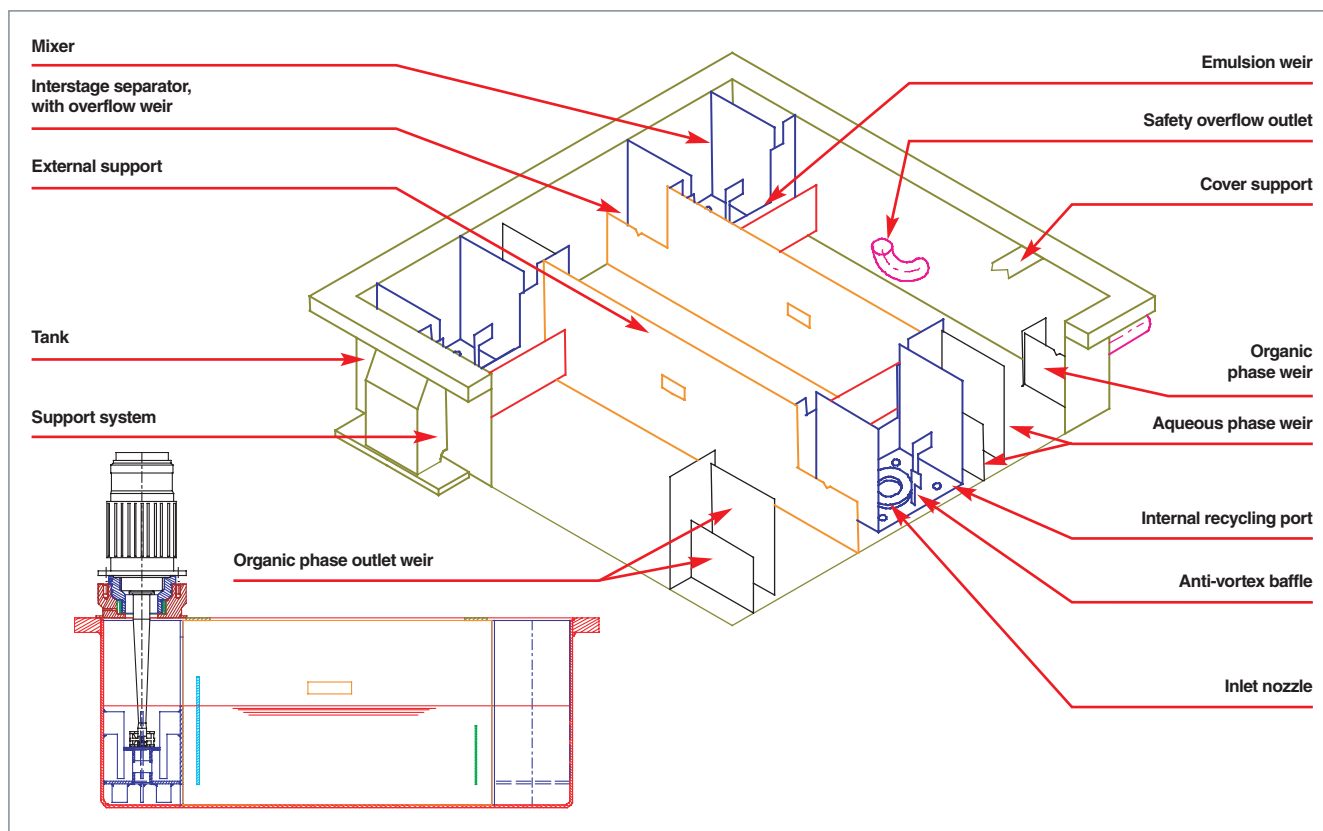 Mixer
Interstage separator,
with overflow weir
External support
Tank
Support system
Organic phase outlet weir
Emulsion weir
Safety overflow outlet
Cover support
Organic
phase weir
Aqueous phase weir
Internal recycling port
Anti-vortex baffle
Inlet nozzle